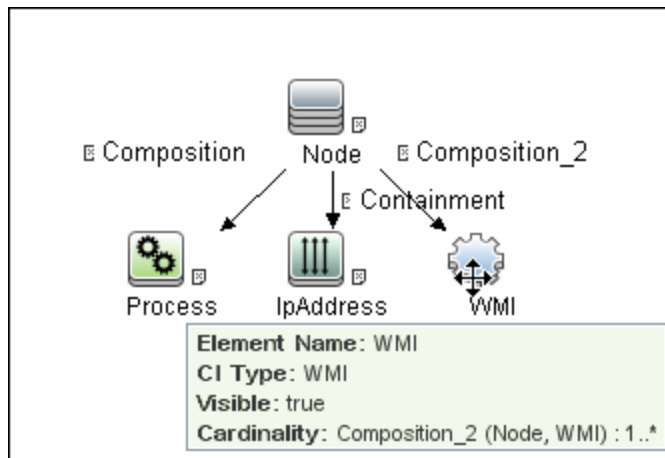 Composition
Node
Composition_2
Containment
Process
IpAddress
WMI
Element Name: WMI
CI Type: WMI
Visible: true
Cardinality: Composition_2 (Node, WMI) : 1..*